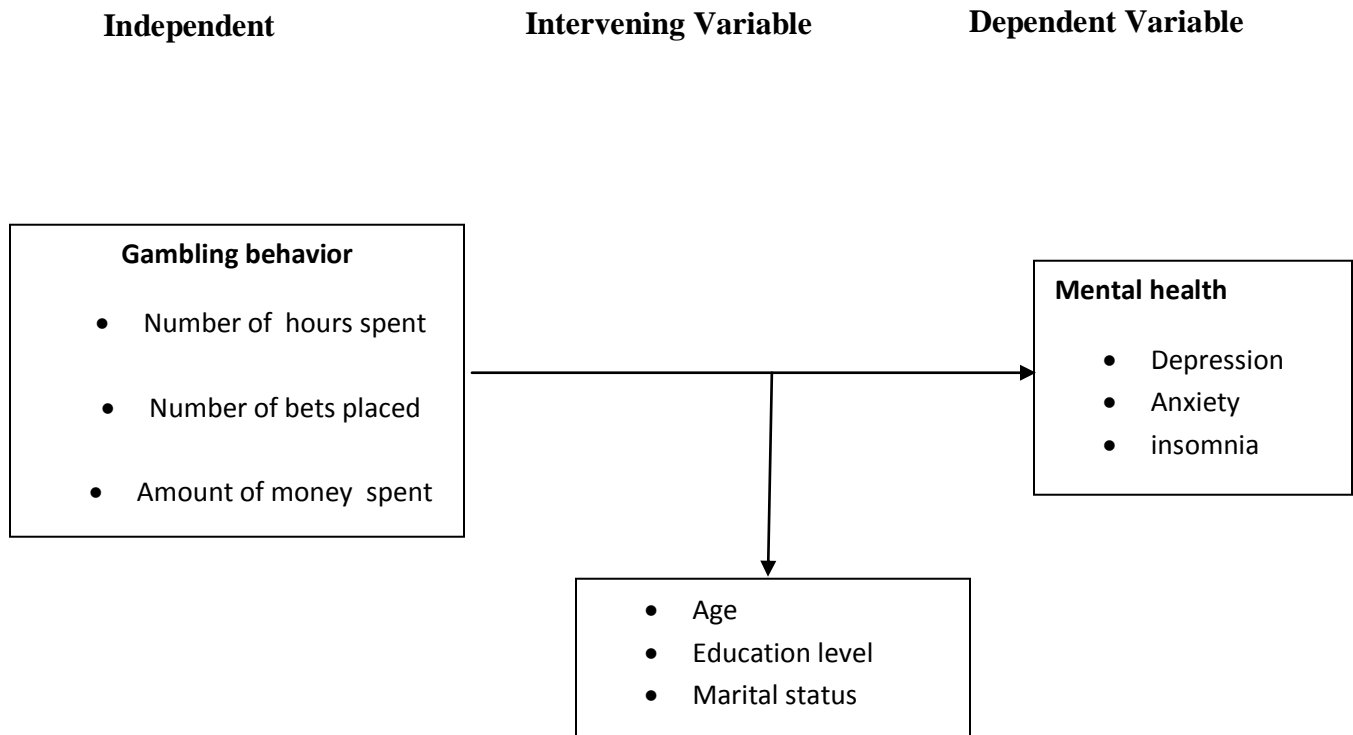 Independent
Intervening Variable
Dependent Variable
Gambling behavior
• Number of hours spent
• Number of bets placed
• Amount of money spent
Mental health
• Depression
• Anxiety
• insomnia
• Age
• Education level
• Marital status